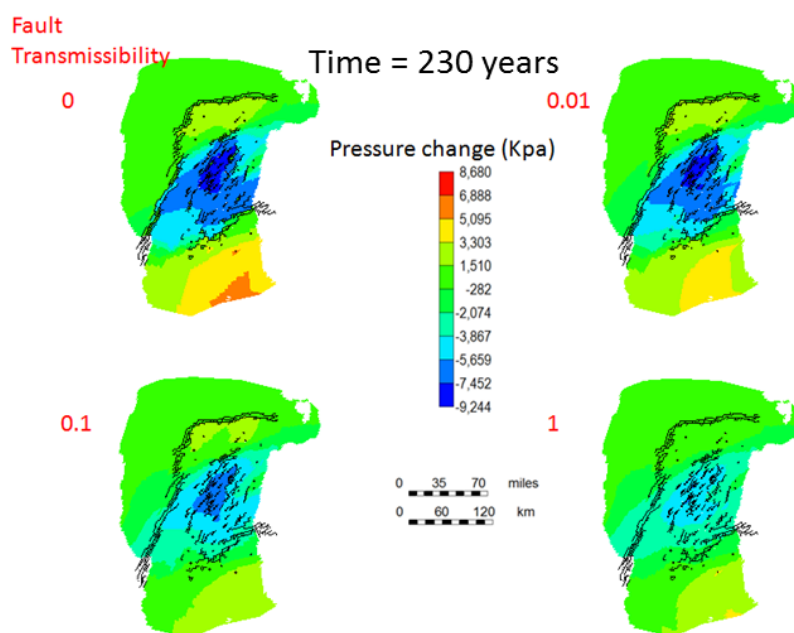 Fault
Transmissibility
Time = 230 years
0
0.01
Pressure change (Kpa)
8,680
6,888
5,095
3,303
1,510
-282
-2,074
-3,867
-5,659
-7,452
-9,244
0.1
1
0 35 70 miles
0 60 120 km